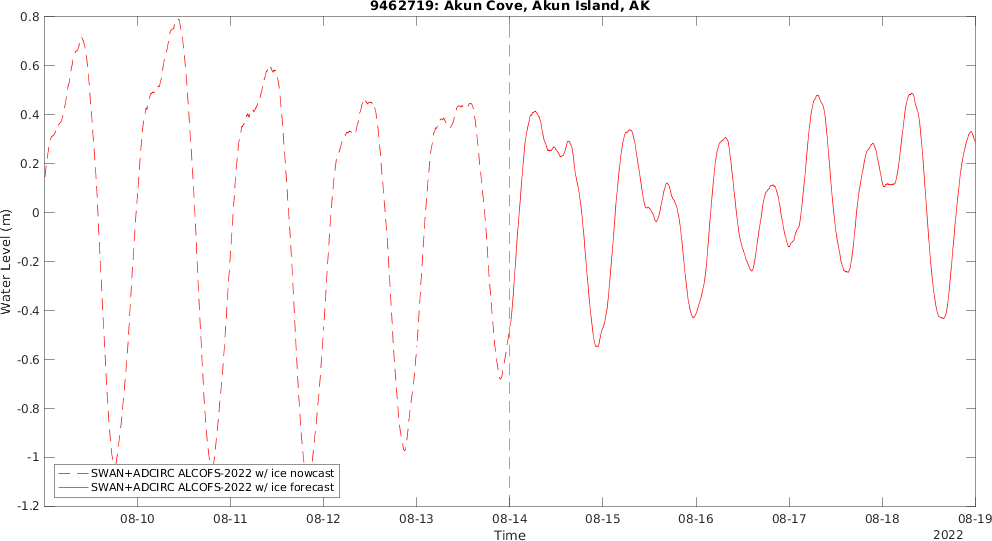 9462719: Akun Cove, Akun Island, AK
0.8
0.6
0.4
0.2
0
-0.2
-0.4
-0.6
-0.8
-1
-1.2
Water Level (m)
SWAN+ADCIRC ALCOFS-2022 w/ ice nowcast
SWAN+ADCIRC ALCOFS-2022 w/ ice forecast
08-10 08-11 08-12 08-13 08-14 08-15 08-16 08-17 08-18 08-19
Time
2022